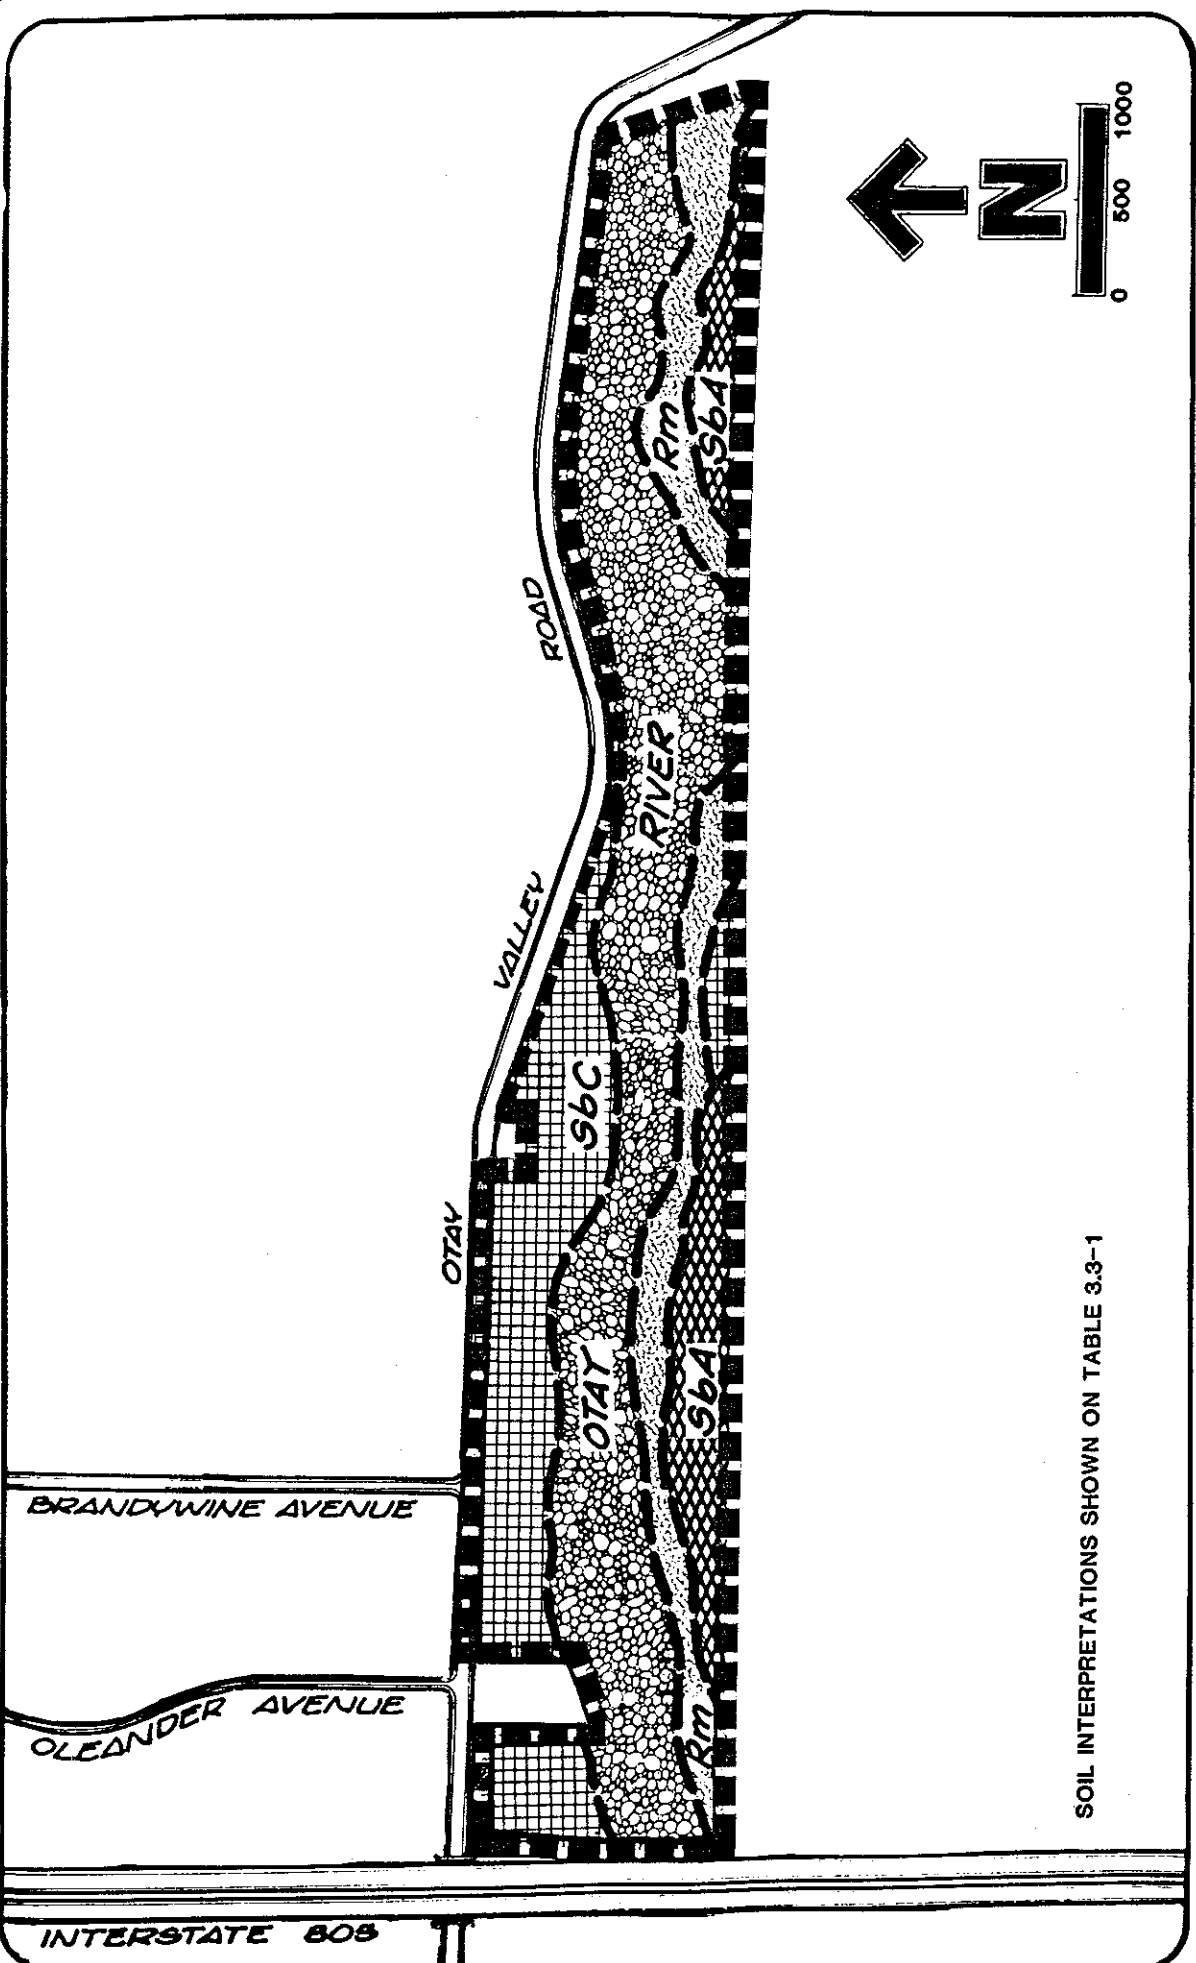 INTERSTATE 805
OLEANDER AVENUE
BRANDYWINE AVENUE
OTAY VALLEY ROAD
SbC
OTAY RIVER
Rm
SbA
Rm
SbA
N
0 500 1000
SOIL INTERPRETATIONS SHOWN ON TABLE 3.3-1